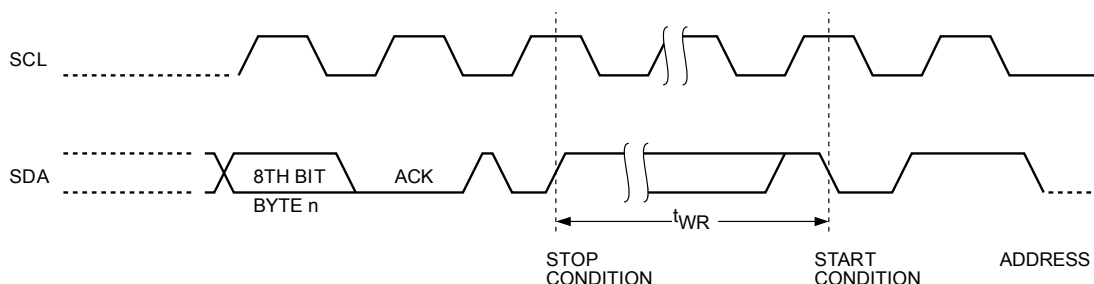 SCL
SDA
8TH BIT
ACK
BYTE n
tWR
STOP
CONDITION
START
CONDITION
ADDRESS